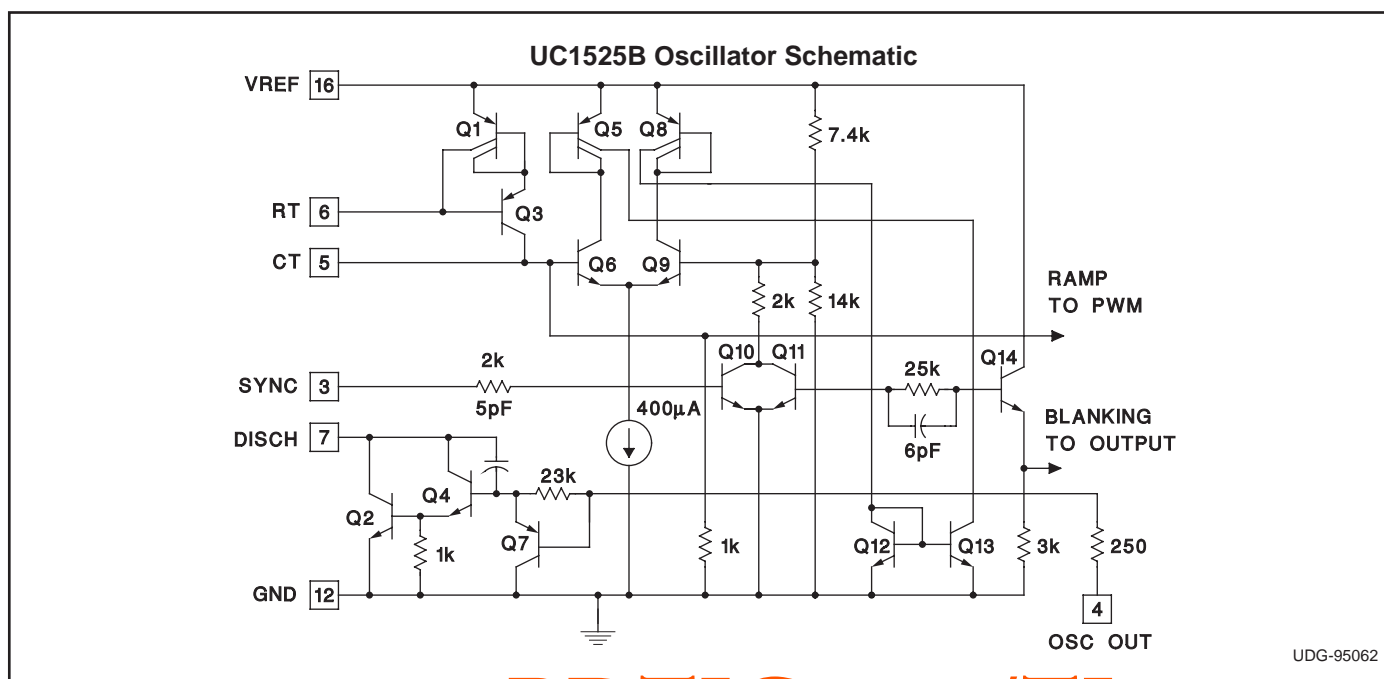 UC1525B Oscillator Schematic
VREF 16
Q1
Q5
Q8
7.4k
RT 6
Q3
CT 5
Q6
Q9
2k
14k
RAMP
TO PWM
Q10
Q11
Q14
2k
25k
SYNC 3
5pF
400µA
BLANKING
TO OUTPUT
DISCH 7
6pF
23k
Q4
Q2
1k
Q7
1k
Q12
Q13
3k
250
GND 12
4
OSC OUT
UDG-95062